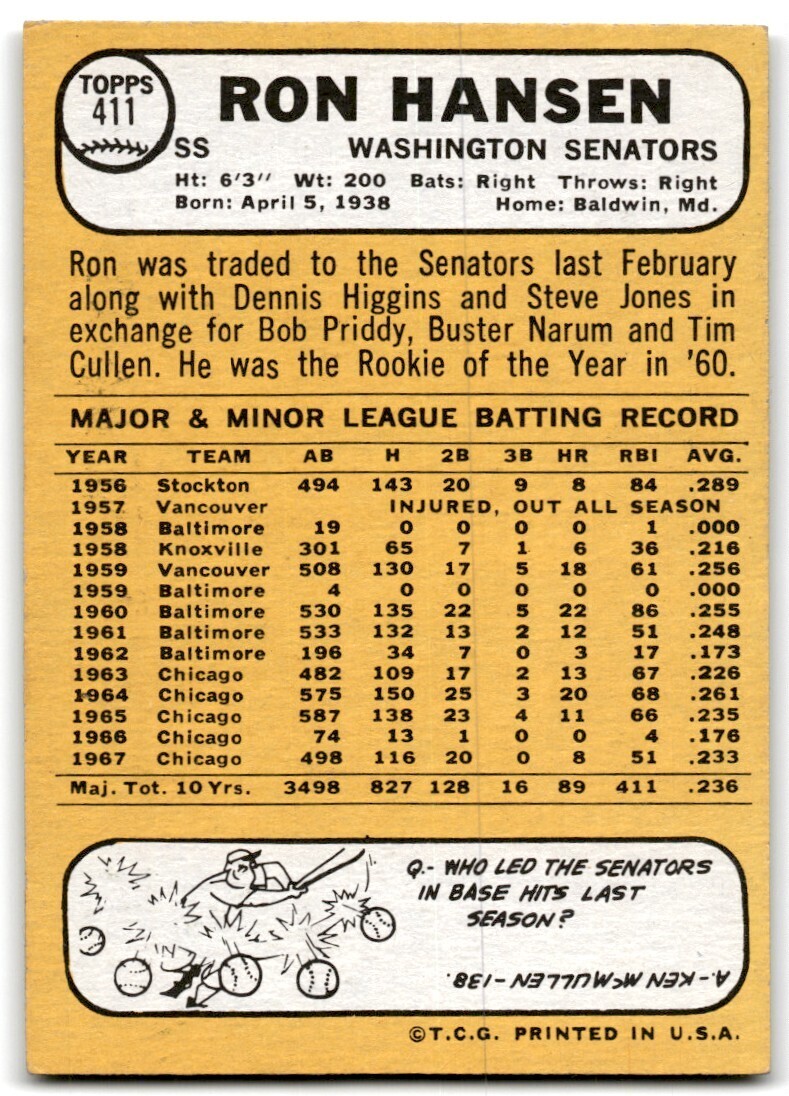 TOPPS
411
RON HANSEN
SS WASHINGTON SENATORS
Ht: 6'3" Wt: 200 Bats: Right Throws: Right
Born: April 5, 1938 Home: Baldwin, Md.
Ron was traded to the Senators last February
along with Dennis Higgins and Steve Jones in
exchange for Bob Priddy, Buster Narum and Tim
Cullen. He was the Rookie of the Year in '60.
MAJOR & MINOR LEAGUE BATTING RECORD
YEAR TEAM AB H 2B 3B HR RBI AVG.
1956 Stockton 494 143 20 9 8 84 .289
1957 Vancouver INJURED, OUT ALL SEASON
1958 Baltimore 19 0 0 0 0 1 .000
1958 Knoxville 301 65 7 1 6 36 .216
1959 Vancouver 508 130 17 5 18 61 .256
1959 Baltimore 4 0 0 0 0 0 .000
1960 Baltimore 530 135 22 5 22 86 .255
1961 Baltimore 533 132 13 2 12 51 .248
1962 Baltimore 196 34 7 0 3 17 .173
1963 Chicago 482 109 17 2 13 67 .226
1964 Chicago 575 150 25 3 20 68 .261
1965 Chicago 587 138 23 4 11 66 .235
1966 Chicago 74 13 1 0 0 4 .176
1967 Chicago 498 116 20 0 8 51 .233
Maj. Tot. 10 Yrs. 3498 827 128 16 89 411 .236
Q.- WHO LED THE SENATORS
IN BASE HITS LAST
SEASON?
A.- KEN McMULLEN - 138.
©T.C.G. PRINTED IN U.S.A.